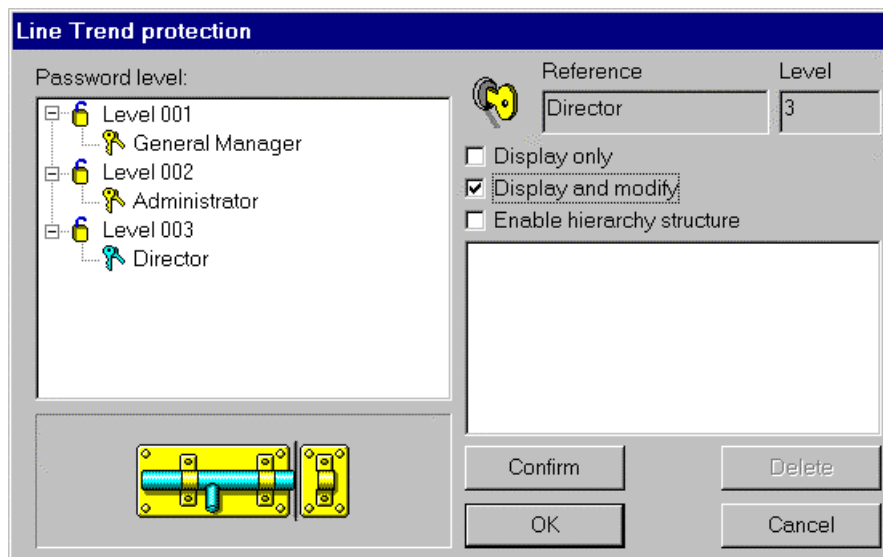 Line Trend protection
Password level:
Level 001
General Manager
Level 002
Administrator
Level 003
Director
Reference
Level
Director
3
Display only
Display and modify
Enable hierarchy structure
Confirm
Delete
OK
Cancel